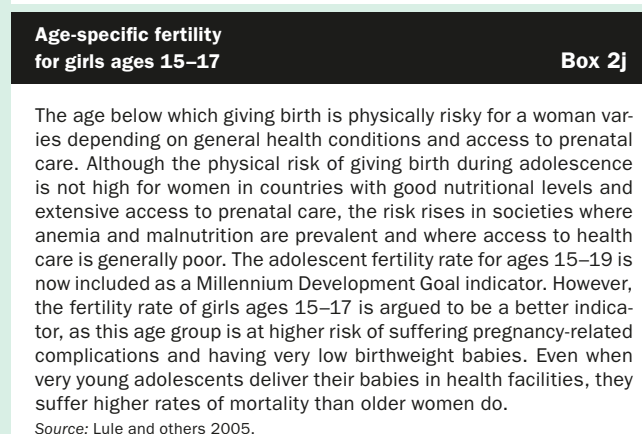 Age-specific fertility
for girls ages 15–17
Box 2j
The age below which giving birth is physically risky for a woman var-
ies depending on general health conditions and access to prenatal
care. Although the physical risk of giving birth during adolescence
is not high for women in countries with good nutritional levels and
extensive access to prenatal care, the risk rises in societies where
anemia and malnutrition are prevalent and where access to health
care is generally poor. The adolescent fertility rate for ages 15–19 is
now included as a Millennium Development Goal indicator. However,
the fertility rate of girls ages 15–17 is argued to be a better indica-
tor, as this age group is at higher risk of suffering pregnancy-related
complications and having very low birthweight babies. Even when
very young adolescents deliver their babies in health facilities, they
suffer higher rates of mortality than older women do.
Source: Lule and others 2005.